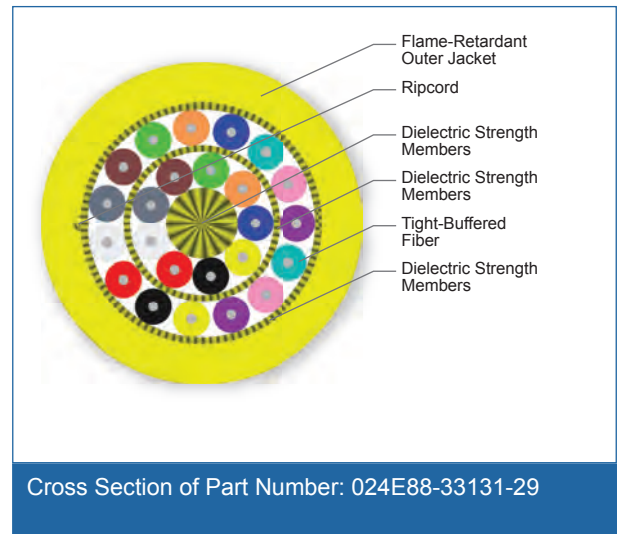 Flame-Retardant
Outer Jacket
Ripcord
Dielectric Strength
Members
Dielectric Strength
Members
Tight-Buffered
Fiber
Dielectric Strength
Members
Cross Section of Part Number: 024E88-33131-29